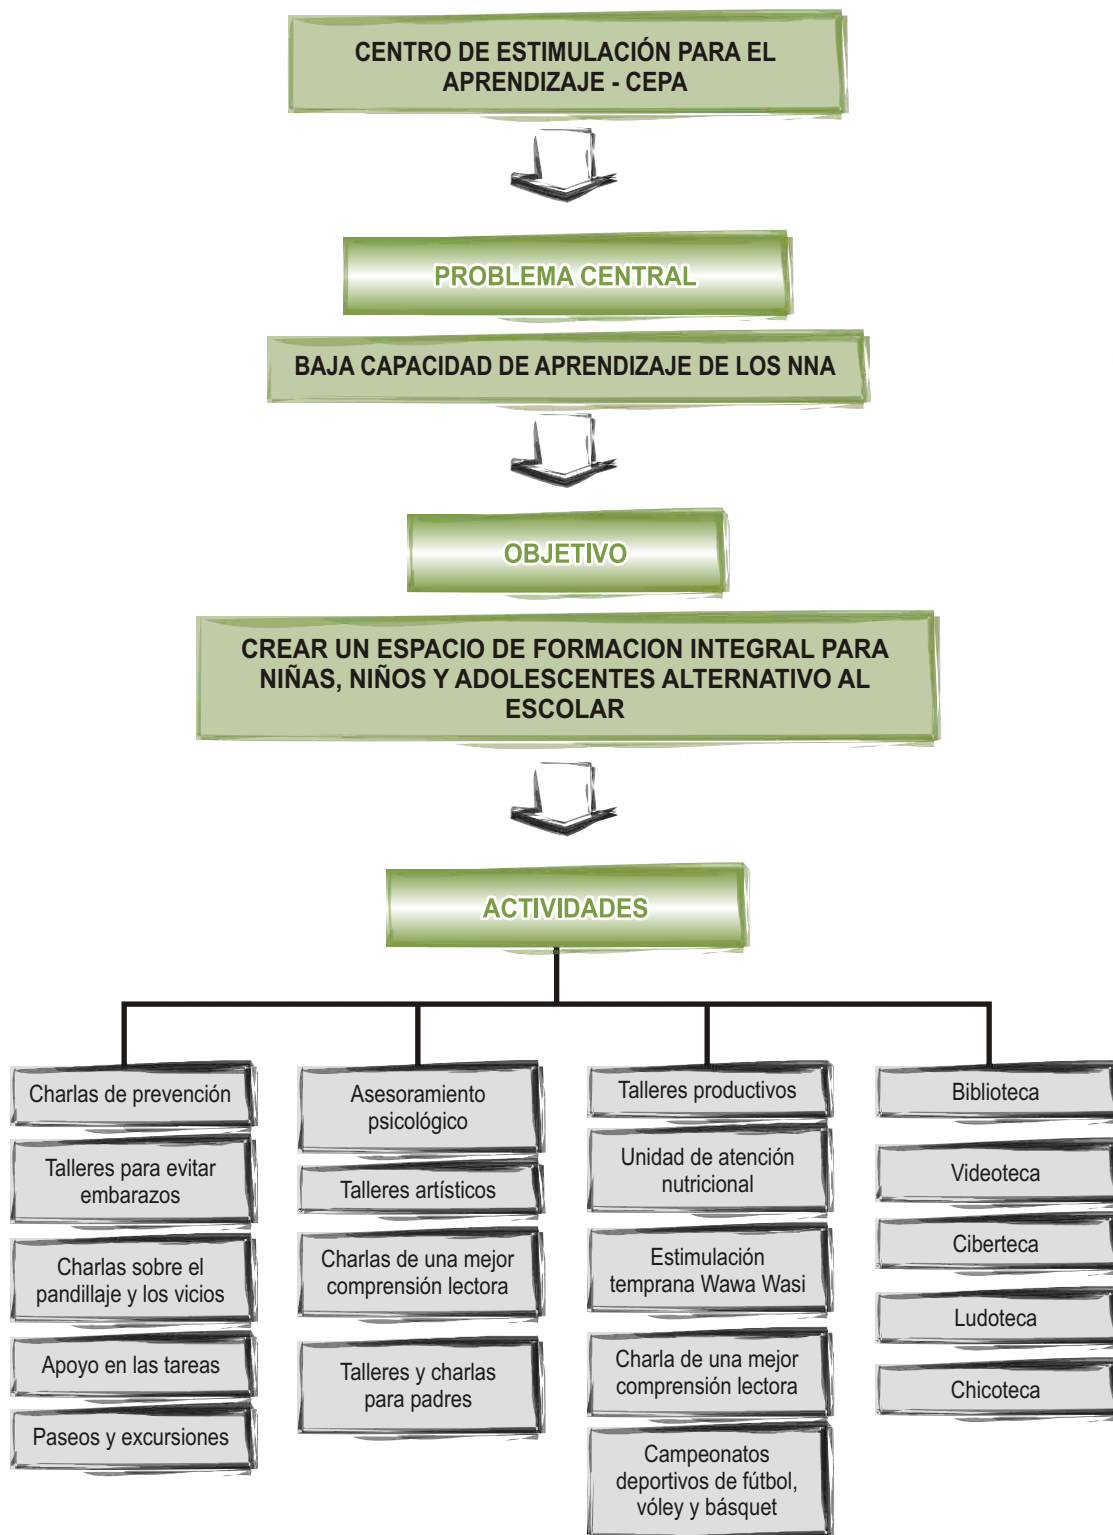 CENTRO DE ESTIMULACIÓN PARA EL
APRENDIZAJE - CEPA
PROBLEMA CENTRAL
BAJA CAPACIDAD DE APRENDIZAJE DE LOS NNA
OBJETIVO
CREAR UN ESPACIO DE FORMACION INTEGRAL PARA
NIÑAS, NIÑOS Y ADOLESCENTES ALTERNATIVO AL
ESCOLAR
ACTIVIDADES
Charlas de prevención
Talleres para evitar
embarazos
Charlas sobre el
pandillaje y los vicios
Apoyo en las tareas
Paseos y excursiones
Asesoramiento
psicológico
Talleres artísticos
Charlas de una mejor
comprensión lectora
Talleres y charlas
para padres
Talleres productivos
Unidad de atención
nutricional
Estimulación
temprana Wawa Wasi
Charla de una mejor
comprensión lectora
Campeonatos
deportivos de fútbol,
vóley y básquet
Biblioteca
Videoteca
Ciberteca
Ludoteca
Chicoteca